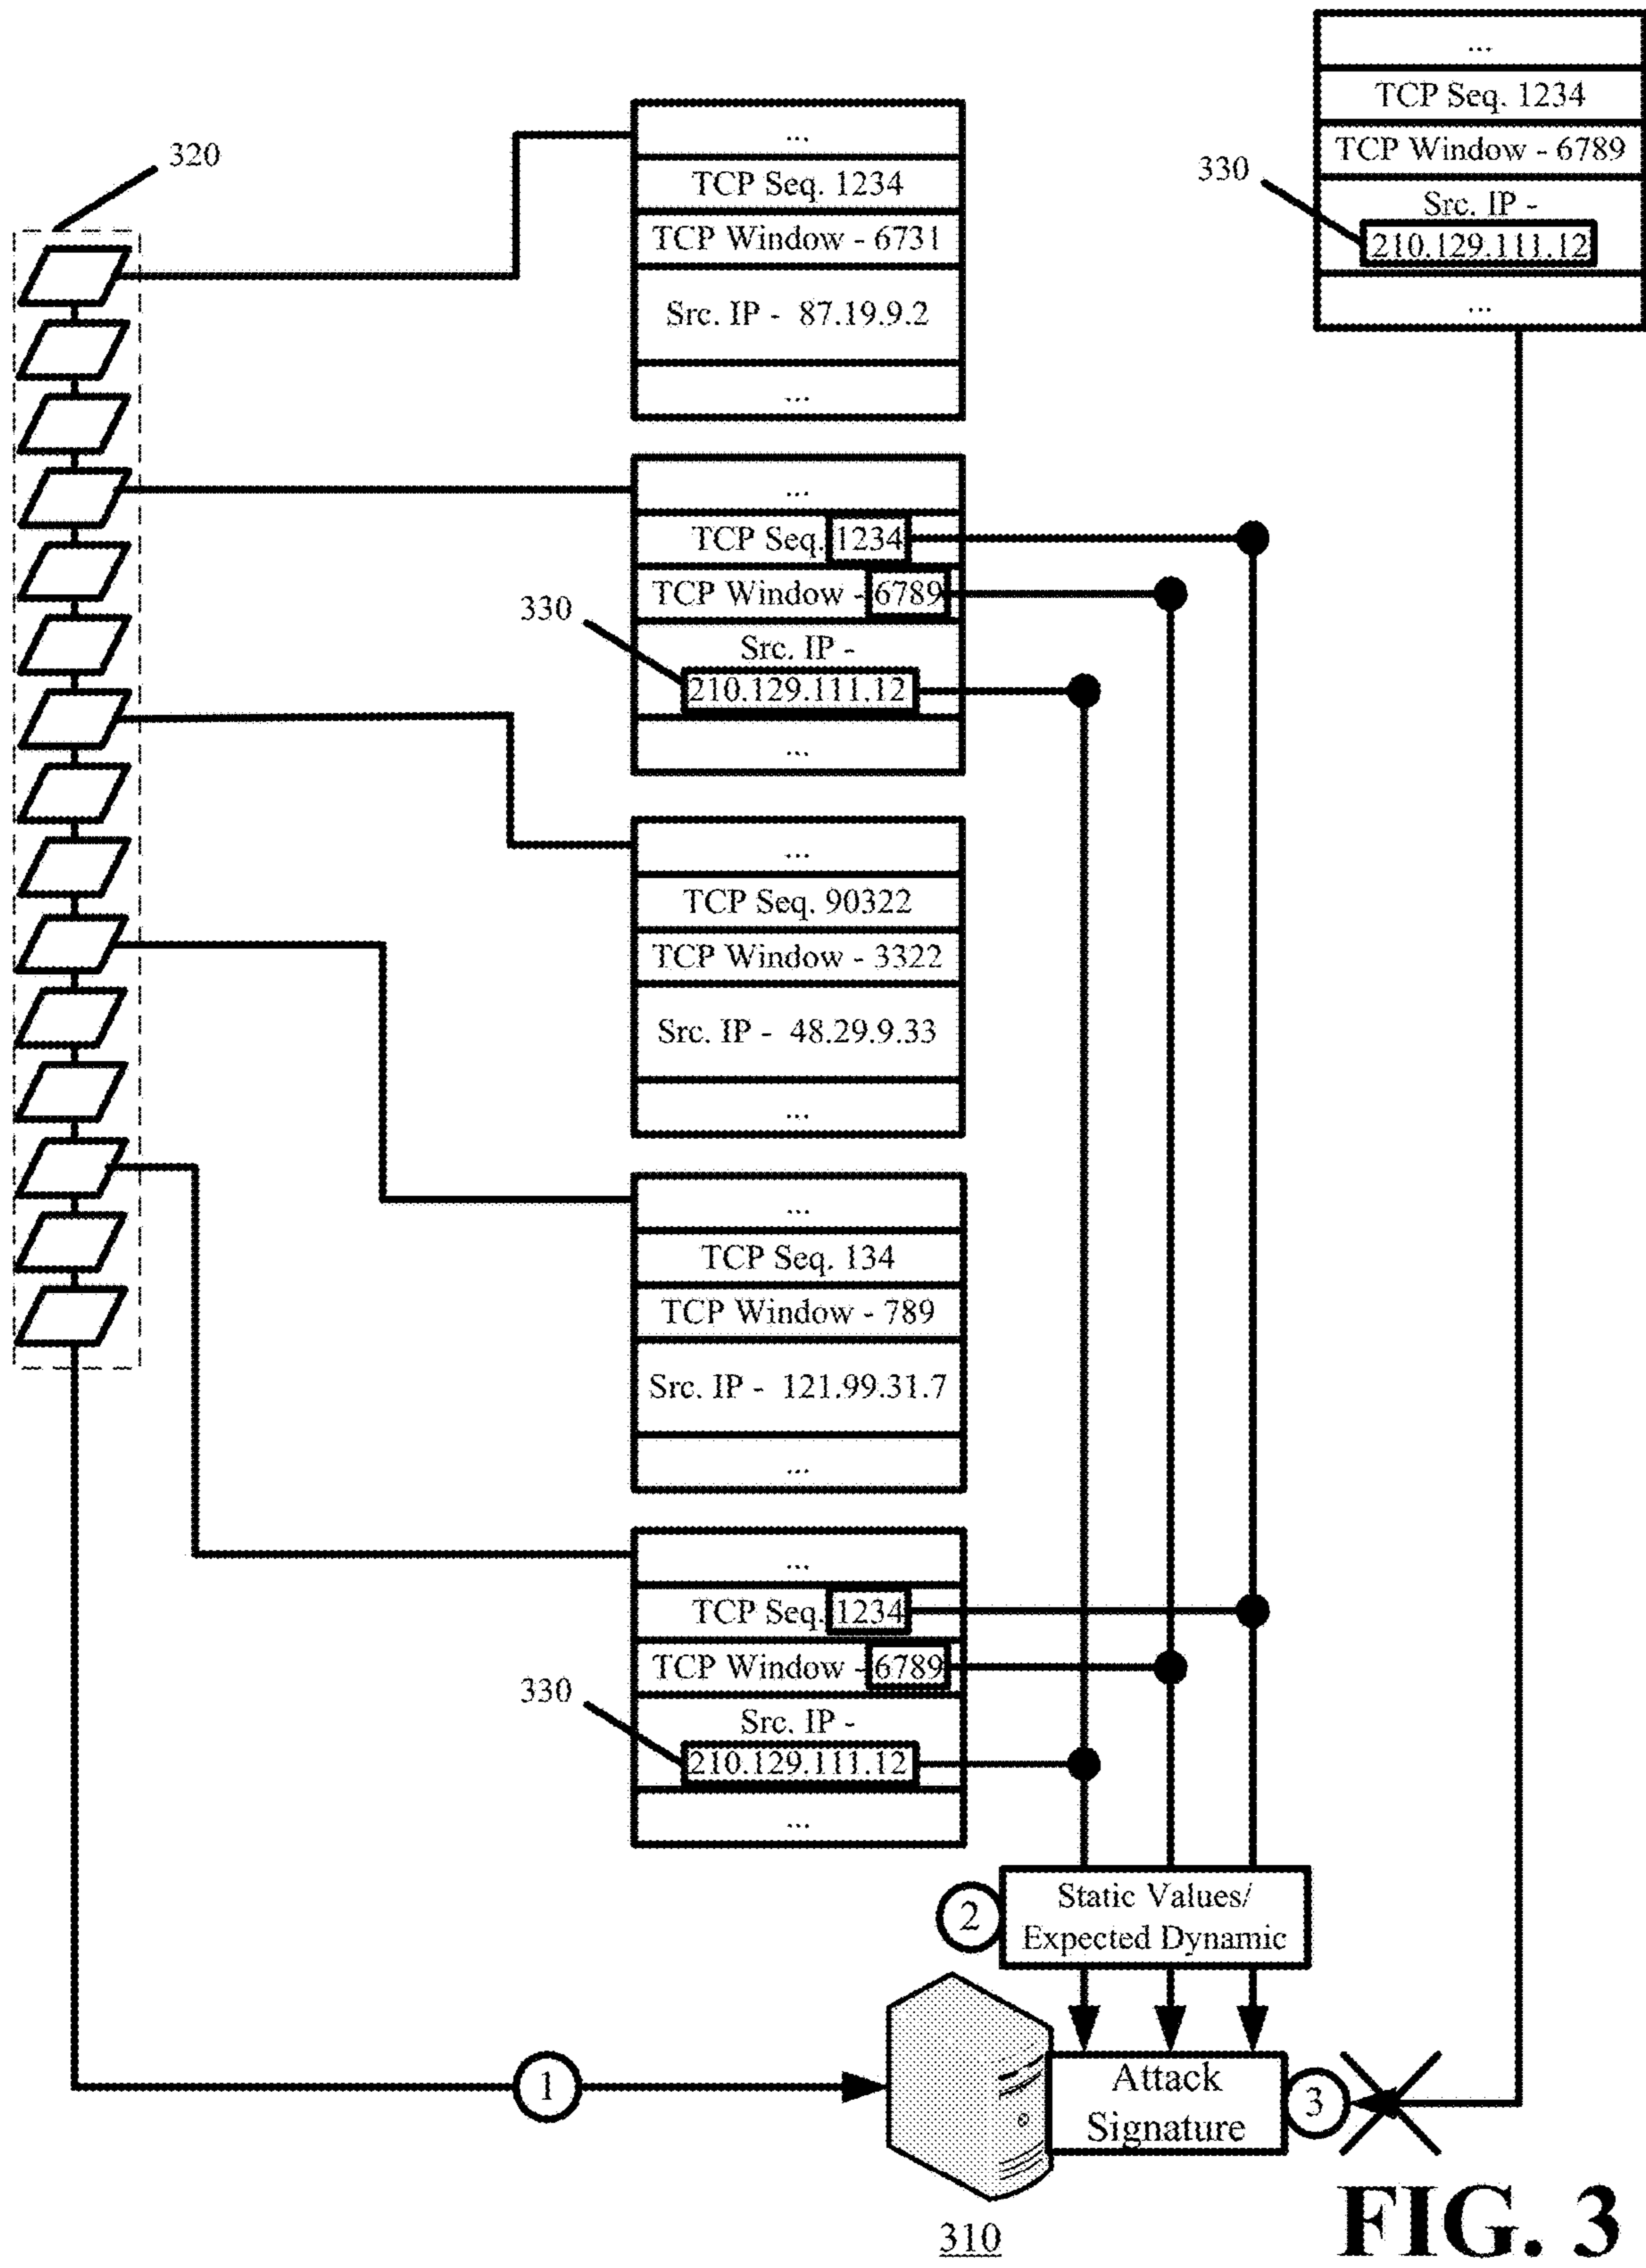 ...
TCP Seq. 1234
TCP Window - 6789
330
Src. IP -
210.129.111.12
...
320
...
TCP Seq. 1234
TCP Window - 6731
Src. IP - 87.19.9.2
...
...
TCP Seq. 1234
TCP Window - 6789
330
Src. IP -
210.129.111.12
...
...
TCP Seq. 90322
TCP Window - 3322
Src. IP - 48.29.9.33
...
...
TCP Seq. 134
TCP Window - 789
Src. IP - 121.99.31.7
...
...
TCP Seq. 1234
TCP Window - 6789
330
Src. IP -
210.129.111.12
...
2
Static Values/
Expected Dynamic
1
Attack
Signature
3
310
FIG. 3